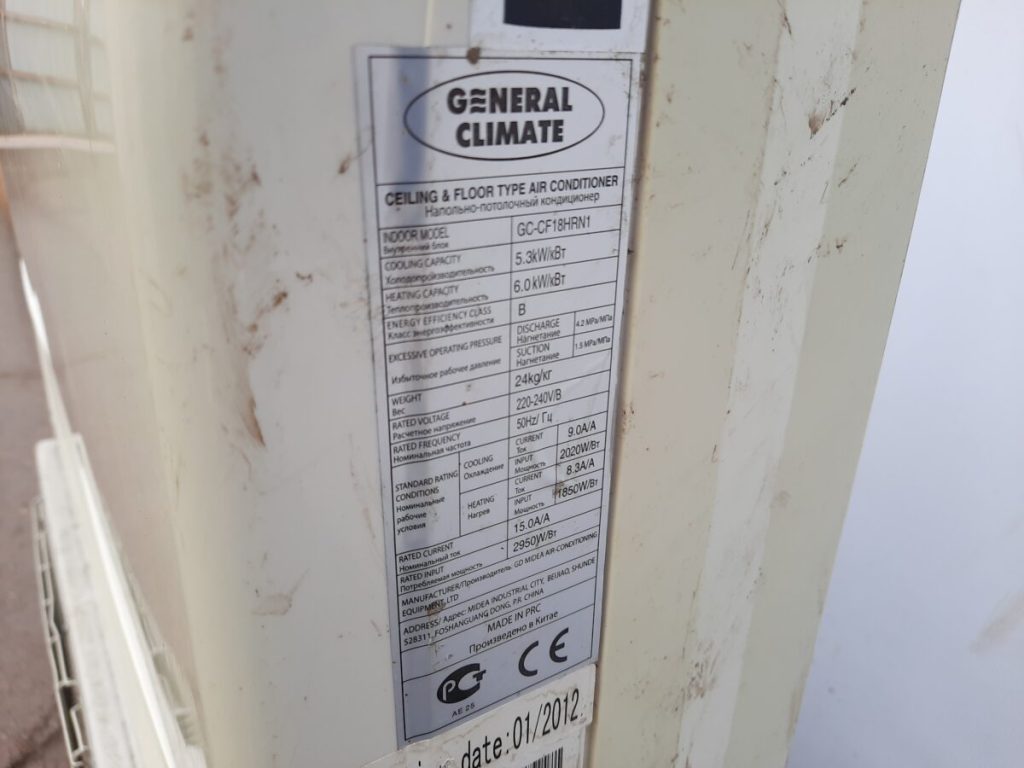 GENERAL
CLIMATE
CEILING & FLOOR TYPE AIR CONDITIONER
Напольно-потолочный кондиционер
INDOOR MODEL GC-CF18HRN1
Внутренний блок
COOLING CAPACITY 5.3kW/кВт
Холодопроизводительность
HEATING CAPACITY 6.0kW/кВт
Теплопроизводительность
ENERGY EFFICIENCY CLASS B
Класс энергоэффективности
EXCESSIVE OPERATING PRESSURE DISCHARGE 4.2 MPa/МПа
Нагнетание
Избыточное рабочее давление SUCTION 1.5 MPa/МПа
Нагнетание
WEIGHT 24kg/кг
Вес
RATED VOLTAGE 220-240V/В
Расчетное напряжение
RATED FREQUENCY 50Hz/ Гц
Номинальная частота
STANDARD RATING CONDITIONS
Номинальные рабочие условия
COOLING CURRENT 9.0A/А
Охлаждение Ток
INPUT 2020W/Вт
Мощность
HEATING CURRENT 8.3A/А
Нагрев Ток
INPUT 1850W/Вт
Мощность
RATED CURRENT 15.0A/А
Номинальный ток
RATED INPUT 2950W/Вт
Потребляемая мощность
MANUFACTURER/Производитель: GD MIDEA AIR-CONDITIONING
EQUIPMENT,LTD
ADDRESS/ Адрес: MIDEA INDUSTRIAL CITY, BEIJIAO, SHUNDE
528311, FOSHANGUANG DONG, P.R. CHINA
MADE IN PRC
Произведено в Китае
РСТ CE
АЕ 25
date:01/2012